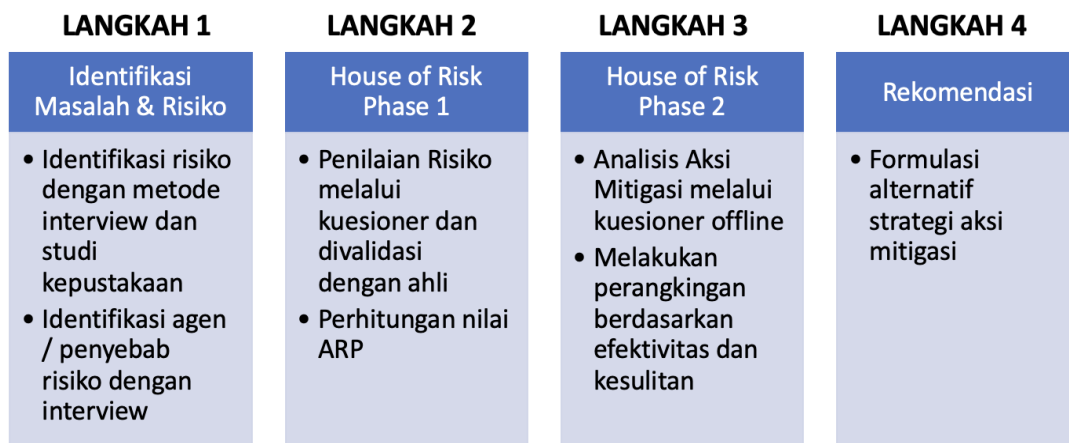 LANGKAH 1
Identifikasi
Masalah & Risiko
• Identifikasi risiko
dengan metode
interview dan
studi
kepustakaan
• Identifikasi agen
/ penyebab
risiko dengan
interview
LANGKAH 2
House of Risk
Phase 1
• Penilaian Risiko
melalui
kuesioner dan
divalidasi
dengan ahli
• Perhitungan nilai
ARP
LANGKAH 3
House of Risk
Phase 2
• Analisis Aksi
Mitigasi melalui
kuesioner offline
• Melakukan
perangkingan
berdasarkan
efektivitas dan
kesulitan
LANGKAH 4
Rekomendasi
• Formulasi
alternatif
strategi aksi
mitigasi